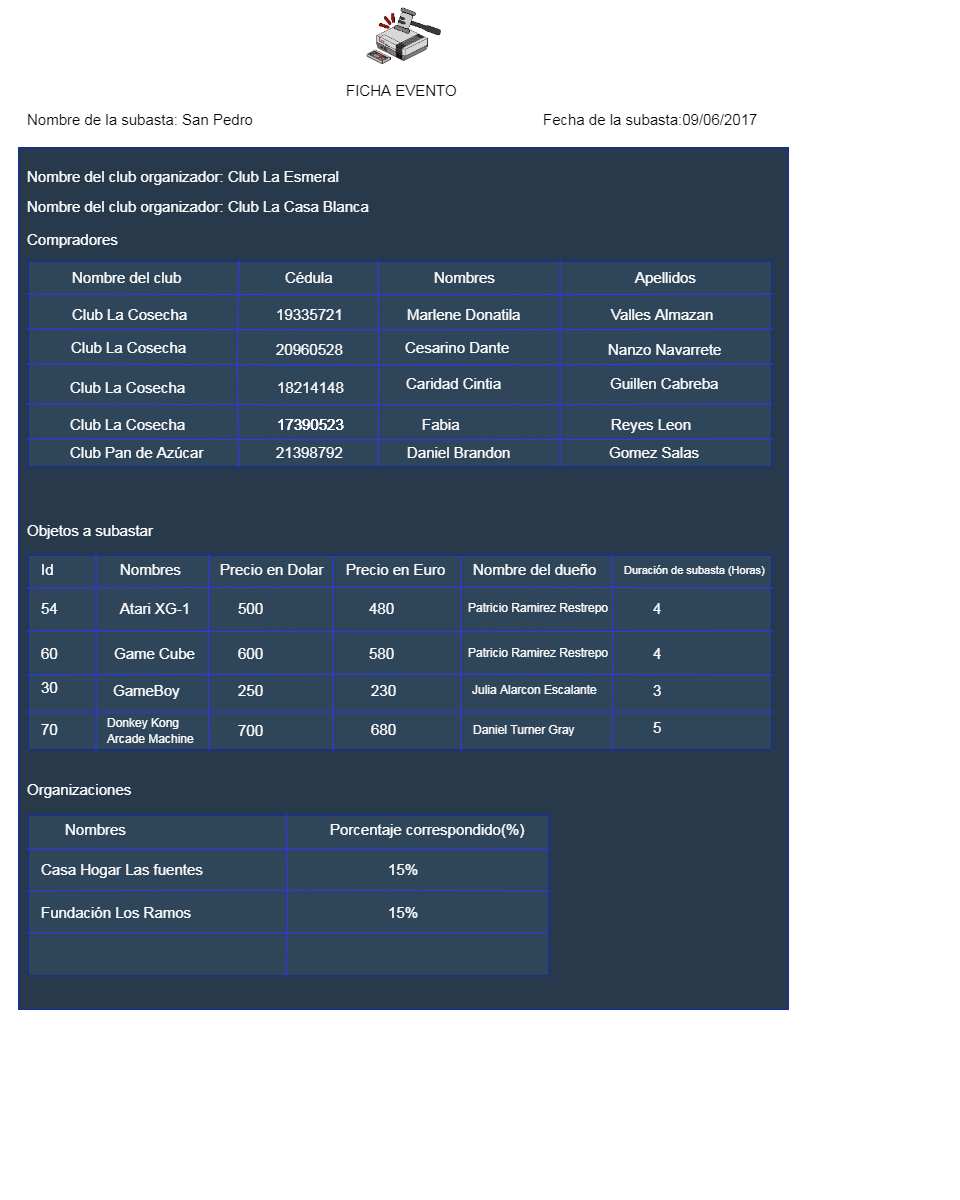 FICHA EVENTO
Nombre de la subasta: San Pedro Fecha de la subasta:09/06/2017
Nombre del club organizador: Club La Esmeral
Nombre del club organizador: Club La Casa Blanca
Compradores
Nombre del club Cédula Nombres Apellidos
Club La Cosecha 19335721 Marlene Donatila Valles Almazan
Club La Cosecha 20960528 Cesarino Dante Nanzo Navarrete
Club La Cosecha 18214148 Caridad Cintia Guillen Cabreba
Club La Cosecha 17390523 Fabia Reyes Leon
Club Pan de Azúcar 21398792 Daniel Brandon Gomez Salas
Objetos a subastar
Id Nombres Precio en Dolar Precio en Euro Nombre del dueño Duración de subasta (Horas)
54 Atari XG-1 500 480 Patricio Ramirez Restrepo 4
60 Game Cube 600 580 Patricio Ramirez Restrepo 4
30 GameBoy 250 230 Julia Alarcon Escalante 3
70 Donkey Kong Arcade Machine 700 680 Daniel Turner Gray 5
Organizaciones
Nombres Porcentaje correspondido(%)
Casa Hogar Las fuentes 15%
Fundación Los Ramos 15%